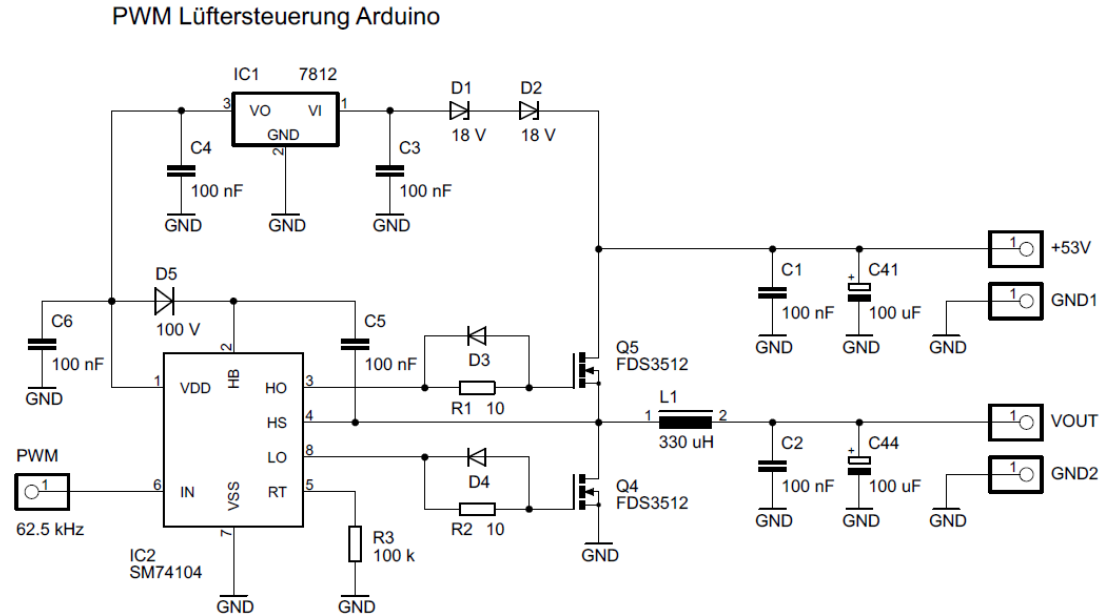 PWM Lüftersteuerung Arduino
IC1 7812
3 VO VI 1
GND
2
D1 D2
18 V 18 V
C4
100 nF
GND
GND
C3
100 nF
GND
+53V
1
C1
100 nF
GND
+
C41
100 uF
GND
GND1
1
GND
D5
100 V
C6
100 nF
GND
C5
100 nF
2
1 VDD HB HO 3
HS 4
LO 8
6 IN VSS RT 5
7
D3
R1 10
Q5
FDS3512
L1
1 2
330 uH
D4
R2 10
Q4
FDS3512
GND
C2
100 nF
GND
+
C44
100 uF
GND
VOUT
1
GND2
1
GND
PWM
1
62.5 kHz
IC2
SM74104
GND
R3
100 k
GND